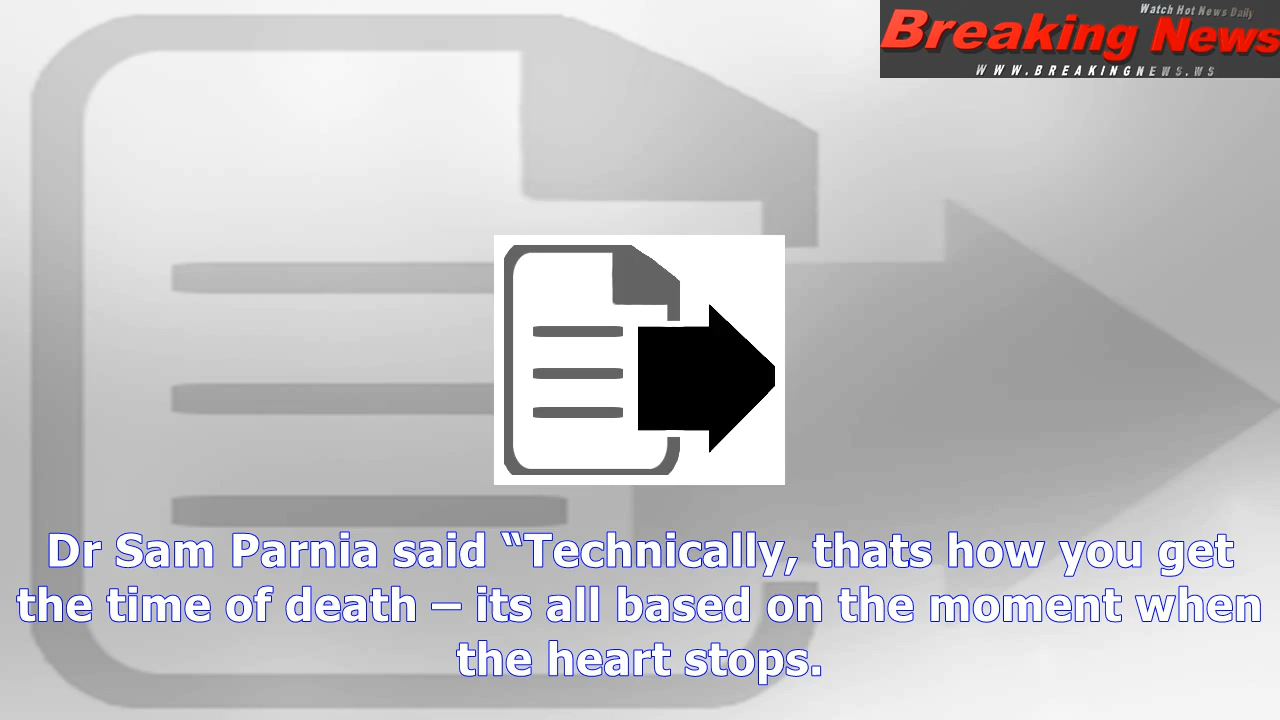 Watch Hot News Daily
Breaking News
WWW.BREAKINGNEWS.WS
Dr Sam Parnia said “Technically, thats how you get
the time of death – its all based on the moment when
the heart stops.